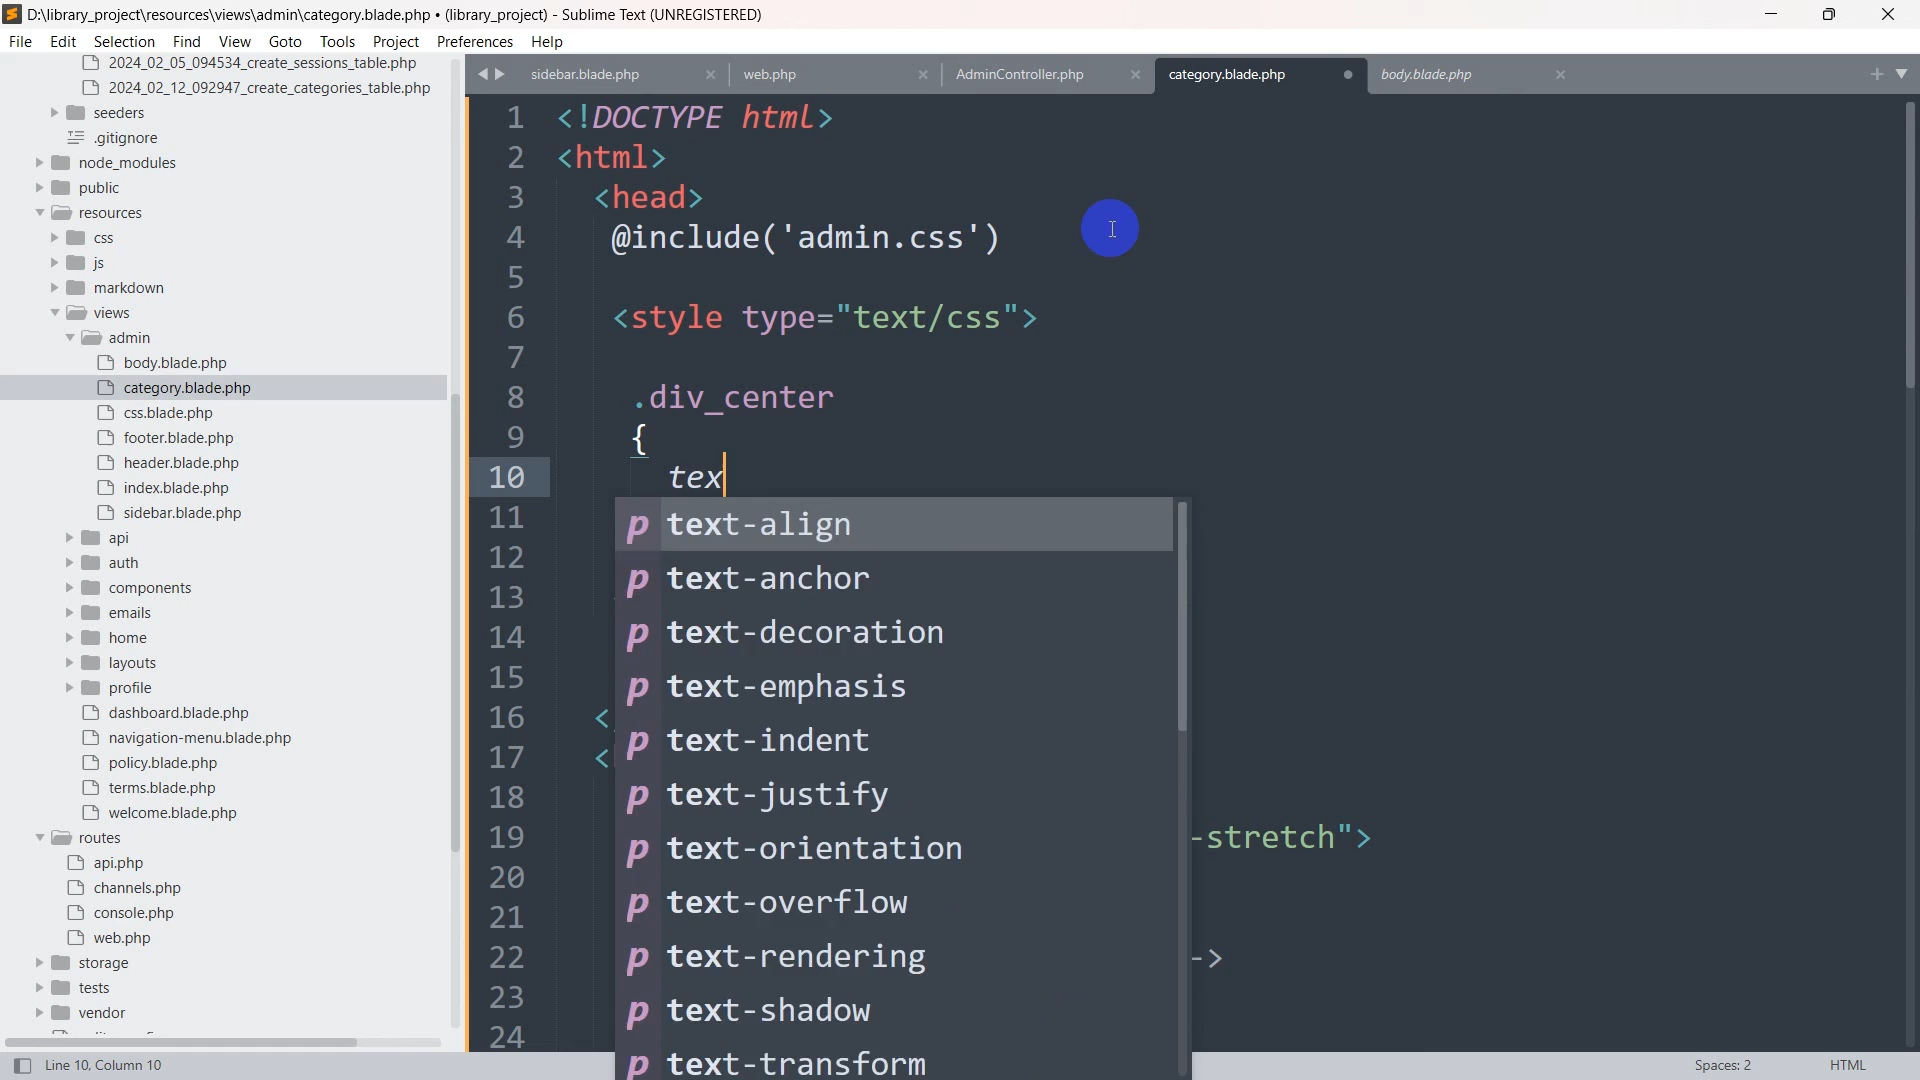 D:\library_project\resources\views\admin\category.blade.php • (library_project) - Sublime Text (UNREGISTERED)
File Edit Selection Find View Goto Tools Project Preferences Help
2024_02_05_094534_create_sessions_table.php
2024_02_12_092947_create_categories_table.php
seeders
.gitignore
node_modules
public
resources
css
js
markdown
views
admin
body.blade.php
category.blade.php
css.blade.php
footer.blade.php
header.blade.php
index.blade.php
sidebar.blade.php
api
auth
components
emails
home
layouts
profile
dashboard.blade.php
navigation-menu.blade.php
policy.blade.php
terms.blade.php
welcome.blade.php
routes
api.php
channels.php
console.php
web.php
storage
tests
vendor
sidebar.blade.php web.php AdminController.php category.blade.php body.blade.php
1 <!DOCTYPE html>
2 <html>
3 <head>
4 @include('admin.css')
5
6 <style type="text/css">
7
8 .div_center
9 {
10 tex
11
12
13
14
15
16 <
17 <
18
19 -stretch">
20
21
22 ->
23
24
p text-align
p text-anchor
p text-decoration
p text-emphasis
p text-indent
p text-justify
p text-orientation
p text-overflow
p text-rendering
p text-shadow
p text-transform
Line 10, Column 10 Spaces: 2 HTML